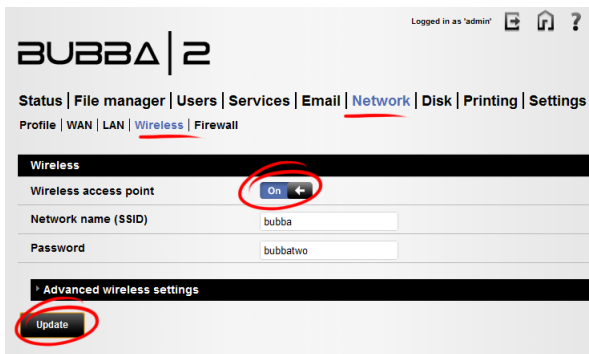 Logged in as 'admin' ?
BUBBA|2
Status | File manager | Users | Services | Email | Network | Disk | Printing | Settings
Profile | WAN | LAN | Wireless | Firewall
Wireless
Wireless access point On
Network name (SSID) bubba
Password bubbatwo
Advanced wireless settings
Update